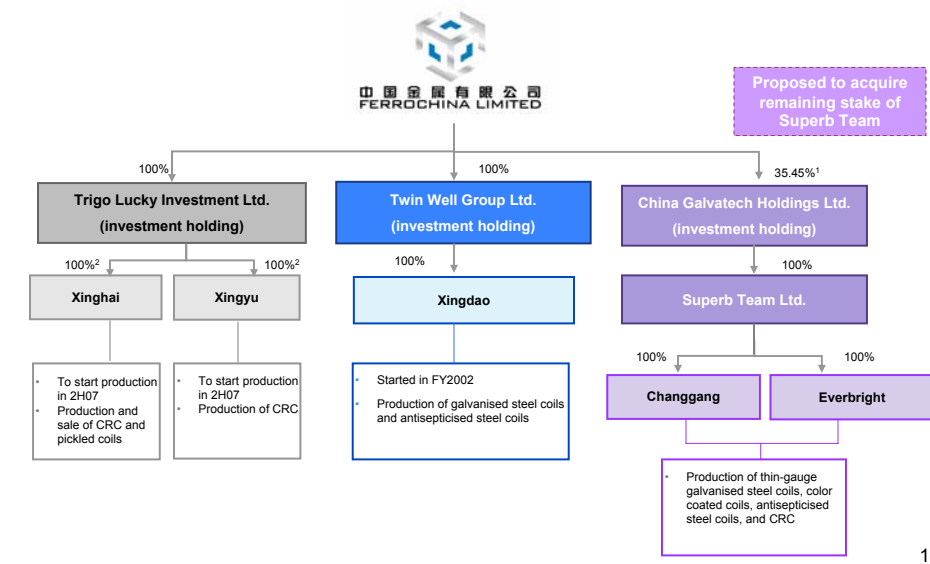 中国金属有限公司
FERROCHINA LIMITED
Proposed to acquire
remaining stake of
Superb Team
100%
100%
35.45%¹
Trigo Lucky Investment Ltd.
(investment holding)
Twin Well Group Ltd.
(investment holding)
China Galvatech Holdings Ltd.
(investment holding)
100%²
100%²
100%
100%
Xinghai
Xingyu
Xingdao
Superb Team Ltd.
100%
100%
Changgang
Everbright
• To start production
in 2H07
• Production and
sale of CRC and
pickled coils
• To start production
in 2H07
• Production of CRC
• Started in FY2002
• Production of galvanised steel coils
and antisepticised steel coils
• Production of thin-gauge
galvanised steel coils, color
coated coils, antisepticised
steel coils, and CRC
1